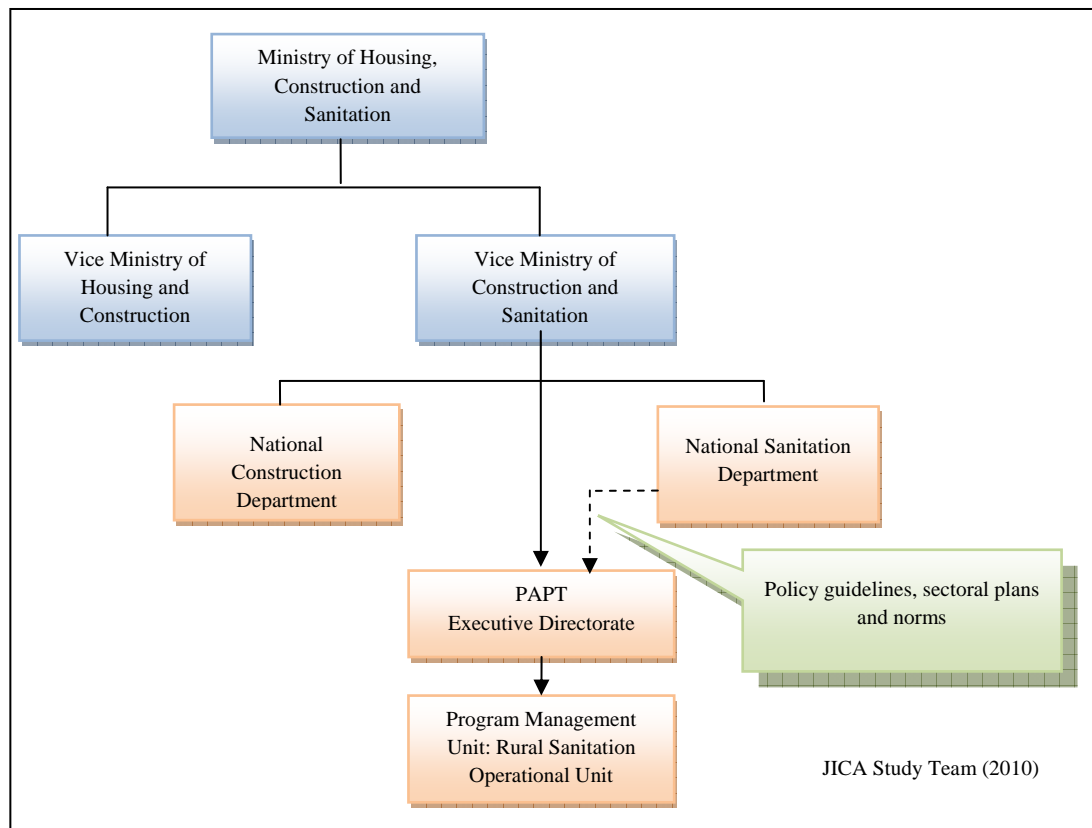 Ministry of Housing,
Construction and
Sanitation
Vice Ministry of
Housing and
Construction
Vice Ministry of
Construction and
Sanitation
National
Construction
Department
National Sanitation
Department
PAPT
Executive Directorate
Policy guidelines, sectoral plans
and norms
Program Management
Unit: Rural Sanitation
Operational Unit
JICA Study Team (2010)